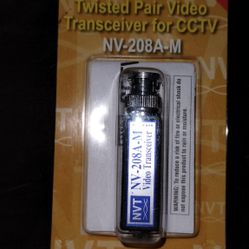 Twisted Pair Video
Transceiver for CCTV
NV-208A-M
NVT
NV-208A-M
Video Transceiver
WARNING: To reduce a risk of fire or electrical shock do
not expose this product to rain or moisture.
NVT